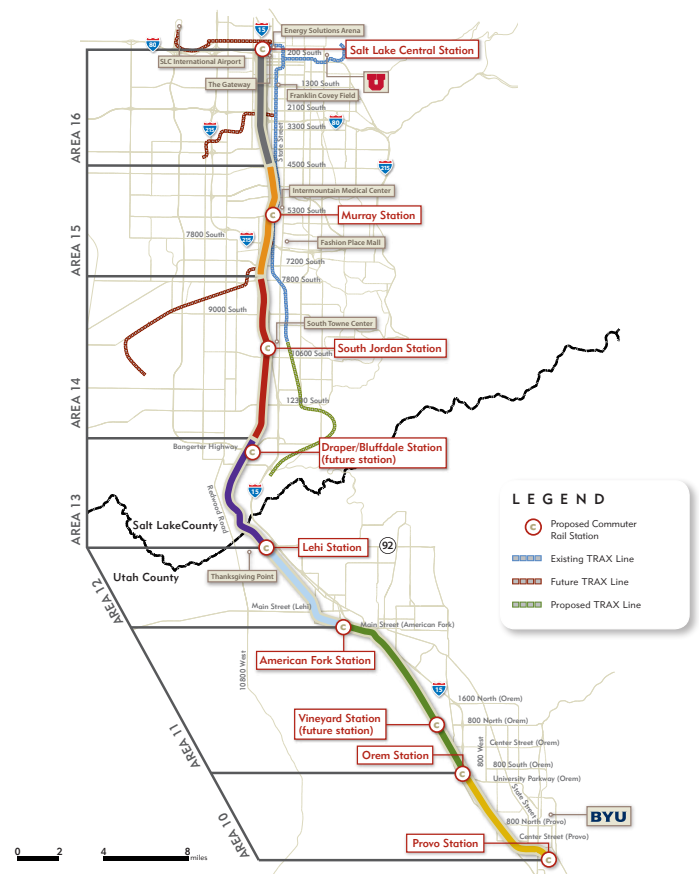 Energy Solutions Arena
15
80
200 South
Salt Lake Central Station
SLC International Airport
U
The Gateway
1300 South
Franklin Covey Field
2100 South
AREA 16
215
3300 South
80
State Street
4500 South
215
Intermountain Medical Center
5300 South
Murray Station
AREA 15
7800 South
215
Fashion Place Mall
7200 South
7800 South
9000 South
South Towne Center
10600 South
South Jordan Station
AREA 14
12300 South
Bangerter Highway
Draper/Bluffdale Station
(future station)
AREA 13
Redwood Road
15
Salt LakeCounty
Lehi Station
92
Utah County
Thanksgiving Point
AREA 12
Main Street (Lehi)
Main Street (American Fork)
American Fork Station
10800 West
15
1600 North (Orem)
Vineyard Station
(future station)
800 North (Orem)
AREA 11
800 West
Center Street (Orem)
Orem Station
800 South (Orem)
University Parkway (Orem)
State Street
AREA 10
800 North (Provo)
BYU
Center Street (Provo)
Provo Station
0 2 4 8
miles
LEGEND
C Proposed Commuter
Rail Station
Existing TRAX Line
Future TRAX Line
Proposed TRAX Line